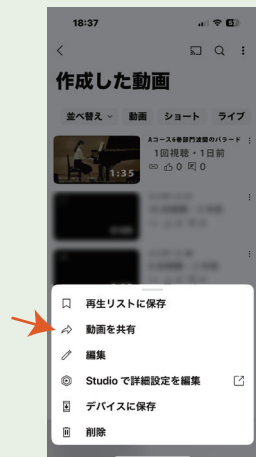 18:37
作成した動画
並べ替え
動画
ショート
ライブ
Aコース6巻部門波間のバラード
1回視聴・1日前
0
0
1:35
再生リストに保存
動画を共有
編集
Studio で詳細設定を編集
デバイスに保存
削除